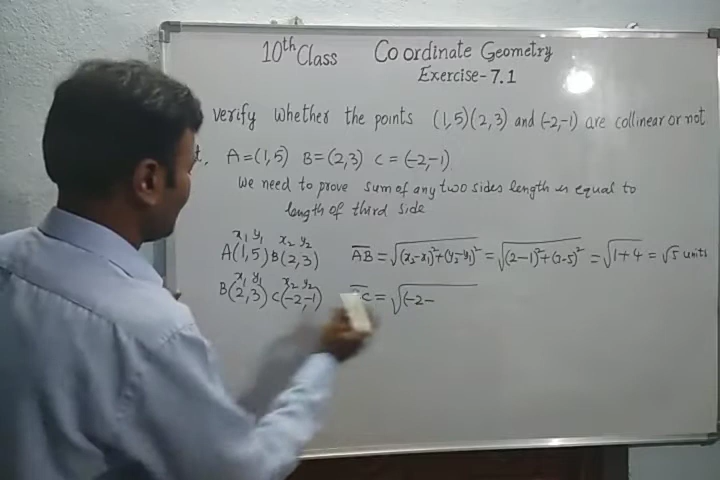 10th Class Coordinate Geometry
Exercise-7.1
verify whether the points (1,5)(2,3) and (-2,-1) are collinear or not
t, A=(1,5) B=(2,3) C=(-2,-1)
We need to prove sum of any two sides length is equal to
length of third side
x₁ y₁ x₂ y₂
A(1,5) B(2,3) AB = √(x₂-x₁)²+(y₂-y₁)² = √(2-1)²+(3-5)² = √1+4 = √5 units
x₁ y₁ x₂ y₂
B(2,3) C(-2,-1) C = √(-2-